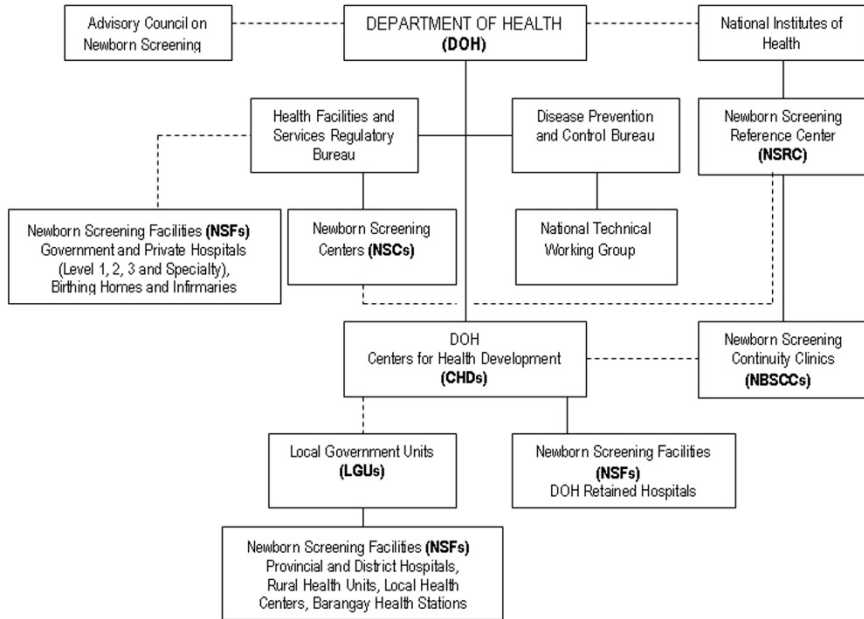 Advisory Council on
Newborn Screening
DEPARTMENT OF HEALTH
(DOH)
National Institutes of
Health
Health Facilities and
Services Regulatory
Bureau
Disease Prevention
and Control Bureau
Newborn Screening
Reference Center
(NSRC)
Newborn Screening Facilities (NSFs)
Government and Private Hospitals
(Level 1, 2, 3 and Specialty),
Birthing Homes and Infirmaries
Newborn Screening
Centers (NSCs)
National Technical
Working Group
DOH
Centers for Health Development
(CHDs)
Newborn Screening
Continuity Clinics
(NBSCCs)
Local Government Units
(LGUs)
Newborn Screening Facilities
(NSFs)
DOH Retained Hospitals
Newborn Screening Facilities (NSFs)
Provincial and District Hospitals,
Rural Health Units, Local Health
Centers, Barangay Health Stations